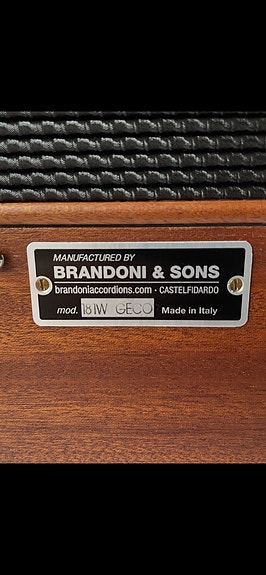 MANUFACTURED BY
BRANDONI & SONS
brandoniaccordions.com · CASTELFIDARDO
mod. 181W GECO Made in Italy